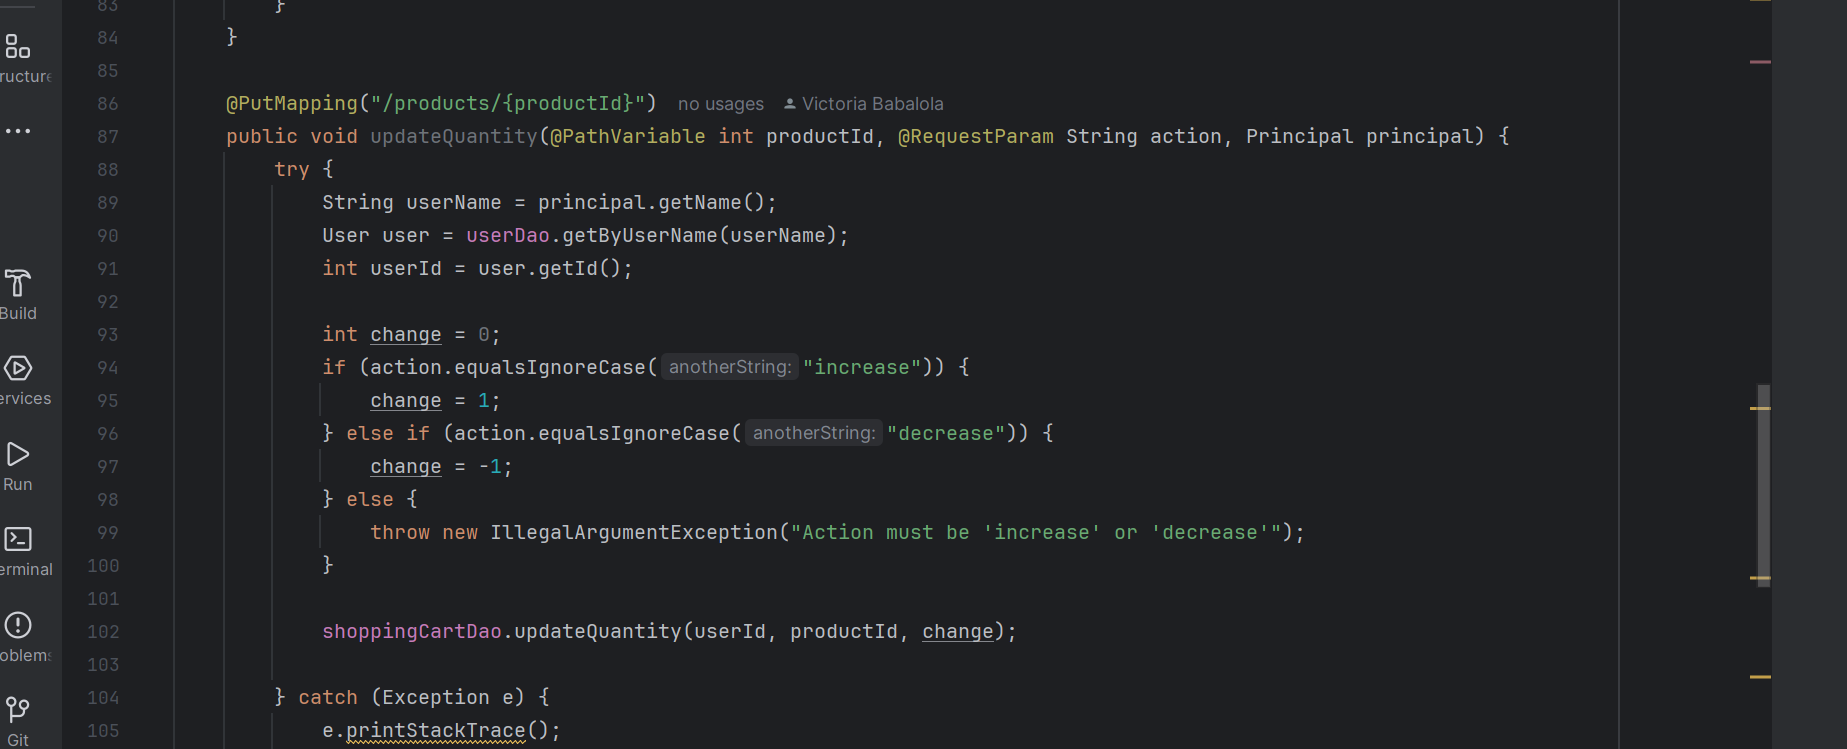 83 }
84 }
ructure
85
86 @PutMapping("/products/{productId}") no usages Victoria Babalola
87 public void updateQuantity(@PathVariable int productId, @RequestParam String action, Principal principal) {
88 try {
89 String userName = principal.getName();
90 User user = userDao.getByUserName(userName);
91 int userId = user.getId();
92
Build
93 int change = 0;
94 if (action.equalsIgnoreCase( anotherString: "increase")) {
ervices
95 change = 1;
96 } else if (action.equalsIgnoreCase( anotherString: "decrease")) {
97 change = -1;
Run
98 } else {
99 throw new IllegalArgumentException("Action must be 'increase' or 'decrease'");
100 }
erminal
101
102 shoppingCartDao.updateQuantity(userId, productId, change);
oblems
103
104 } catch (Exception e) {
105 e.printStackTrace();
Git